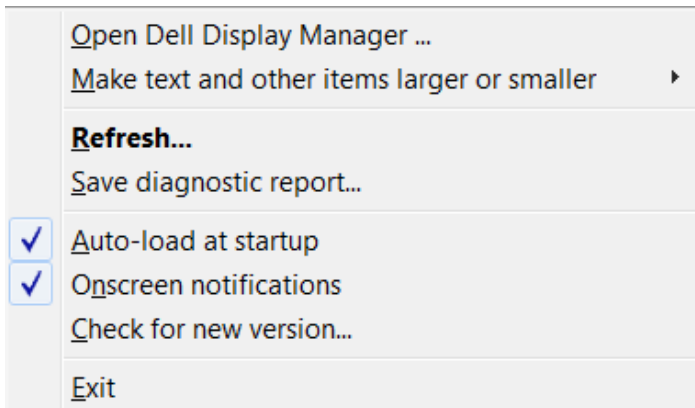 Open Dell Display Manager ...
Make text and other items larger or smaller
Refresh...
Save diagnostic report...
Auto-load at startup
Onscreen notifications
Check for new version...
Exit